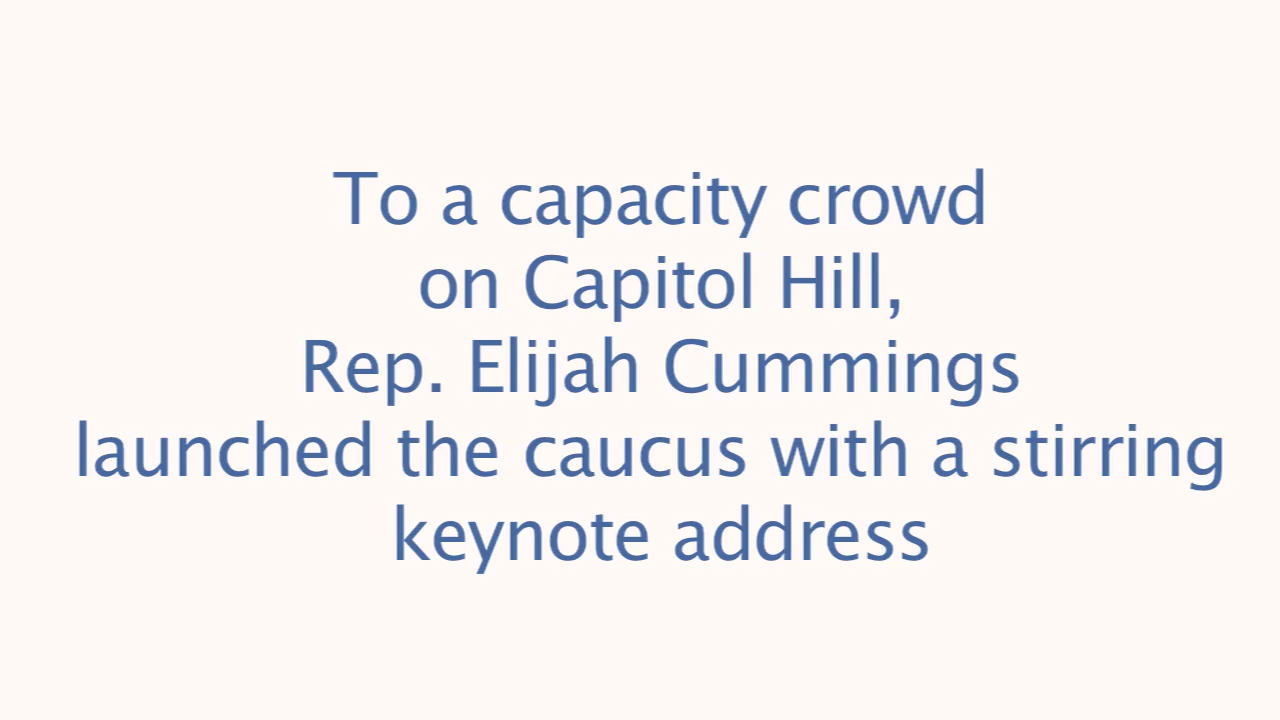 To a capacity crowd
on Capitol Hill,
Rep. Elijah Cummings
launched the caucus with a stirring
keynote address